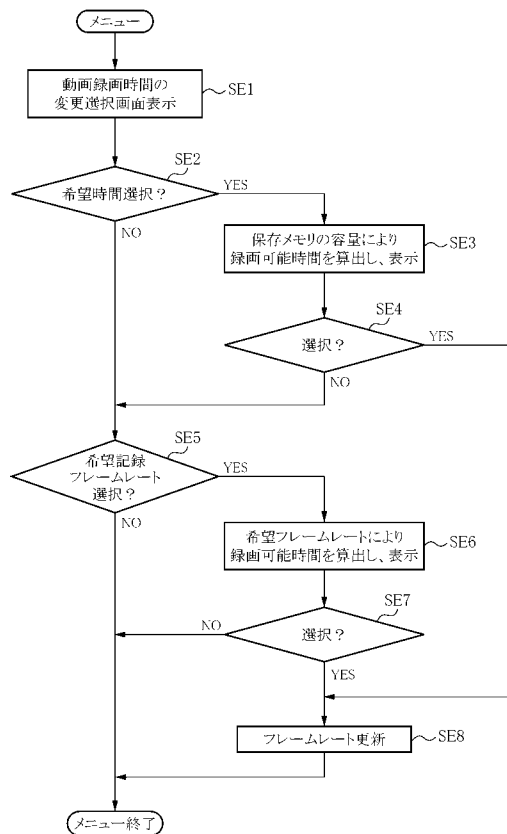 メニュー
動画録画時間の
変更選択画面表示
SE1
希望時間選択？
SE2
YES
NO
保存メモリの容量により
録画可能時間を算出し、表示
SE3
選択？
SE4
YES
NO
希望記録
フレームレート
選択？
SE5
YES
NO
希望フレームレートにより
録画可能時間を算出し、表示
SE6
選択？
SE7
NO
YES
フレームレート更新
SE8
メニュー終了